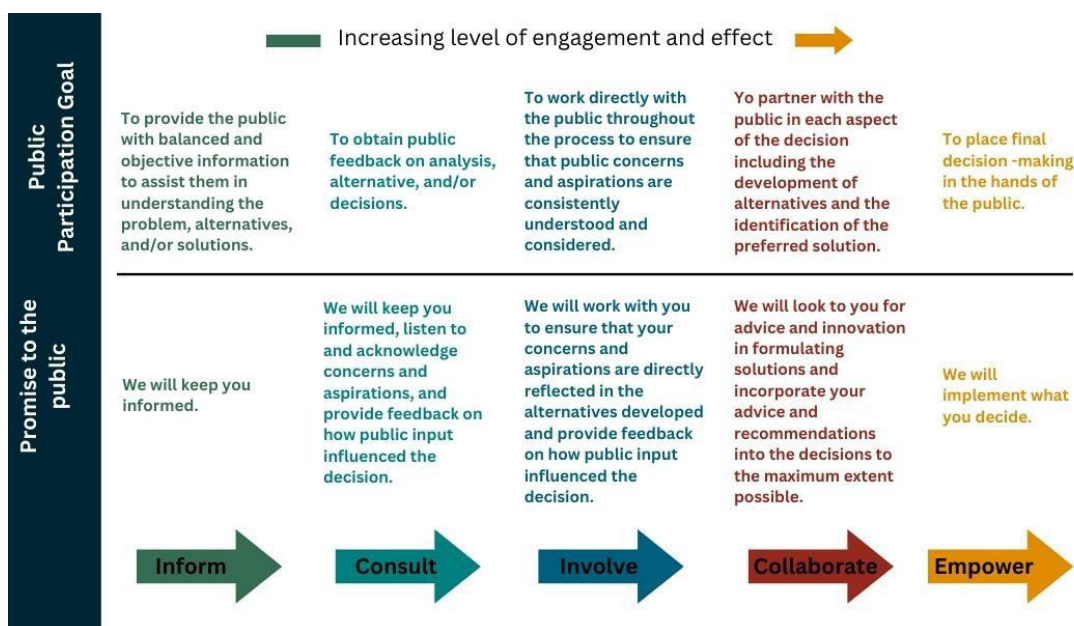 Increasing level of engagement and effect
Public
Participation Goal
To provide the public
with balanced and
objective information
to assist them in
understanding the
problem, alternatives,
and/or solutions.
To obtain public
feedback on analysis,
alternative, and/or
decisions.
To work directly with
the public throughout
the process to ensure
that public concerns
and aspirations are
consistently
understood and
considered.
Yo partner with the
public in each aspect
of the decision
including the
development of
alternatives and the
identification of the
preferred solution.
To place final
decision -making
in the hands of
the public.
Promise to the
public
We will keep you
informed.
We will keep you
informed, listen to
and acknowledge
concerns and
aspirations, and
provide feedback on
how public input
influenced the
decision.
We will work with you
to ensure that your
concerns and
aspirations are directly
reflected in the
alternatives developed
and provide feedback
on how public input
influenced the
decision.
We will look to you for
advice and innovation
in formulating
solutions and
incorporate your
advice and
recommendations
into the decisions to
the maximum extent
possible.
We will
implement what
you decide.
Inform
Consult
Involve
Collaborate
Empower